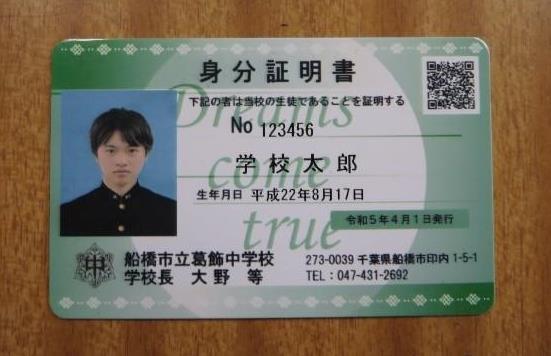 身分証明書
下記の者は当校の生徒であることを証明する
No 123456
Dreams
come
true
学校太郎
生年月日 平成22年8月17日
令和5年4月1日発行
中
船橋市立葛飾中学校
学校長 大野 等
273-0039 千葉県船橋市印内 1-5-1
TEL：047-431-2692